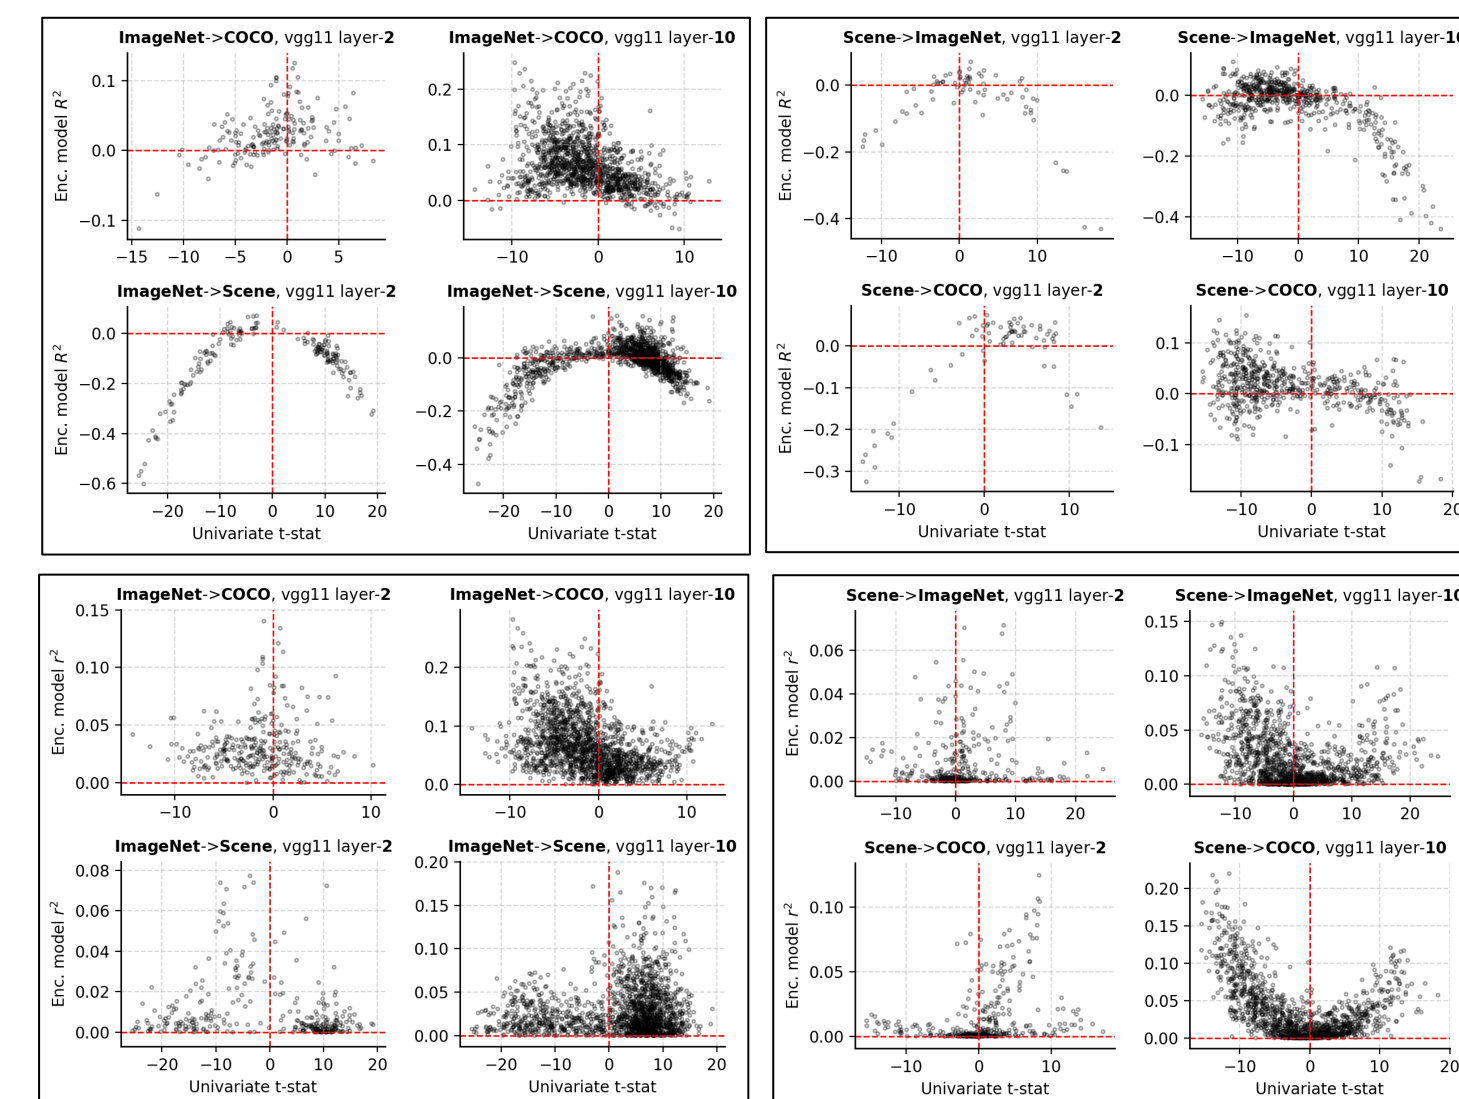 ImageNet->COCO, vgg11 layer-2
ImageNet->COCO, vgg11 layer-10
Enc. model R²
0.1
0.0
−0.1
−15 −10 −5 0 5
0.2
0.1
0.0
−10 0 10
ImageNet->Scene, vgg11 layer-2
ImageNet->Scene, vgg11 layer-10
Enc. model R²
0.0
−0.2
−0.4
−0.6
−20 −10 0 10 20
Univariate t-stat
0.0
−0.2
−0.4
−20 −10 0 10 20
Univariate t-stat
Scene->ImageNet, vgg11 layer-2
Scene->ImageNet, vgg11 layer-10
Enc. model R²
0.0
−0.2
−0.4
−10 0 10
0.0
−0.2
−0.4
−10 0 10 20
Scene->COCO, vgg11 layer-2
Scene->COCO, vgg11 layer-10
Enc. model R²
0.0
−0.1
−0.2
−0.3
−10 0 10
Univariate t-stat
0.1
0.0
−0.1
−10 0 10 20
Univariate t-stat
ImageNet->COCO, vgg11 layer-2
ImageNet->COCO, vgg11 layer-10
Enc. model r²
0.15
0.10
0.05
0.00
−10 0 10
0.2
0.1
0.0
−10 0 10
ImageNet->Scene, vgg11 layer-2
ImageNet->Scene, vgg11 layer-10
Enc. model r²
0.08
0.06
0.04
0.02
0.00
−20 −10 0 10 20
Univariate t-stat
0.20
0.15
0.10
0.05
0.00
−20 −10 0 10 20
Univariate t-stat
Scene->ImageNet, vgg11 layer-2
Scene->ImageNet, vgg11 layer-10
Enc. model r²
0.06
0.04
0.02
0.00
−10 0 10 20
0.15
0.10
0.05
0.00
−10 0 10 20
Scene->COCO, vgg11 layer-2
Scene->COCO, vgg11 layer-10
Enc. model r²
0.10
0.05
0.00
−10 0 10
Univariate t-stat
0.20
0.15
0.10
0.05
0.00
−10 0 10 20
Univariate t-stat